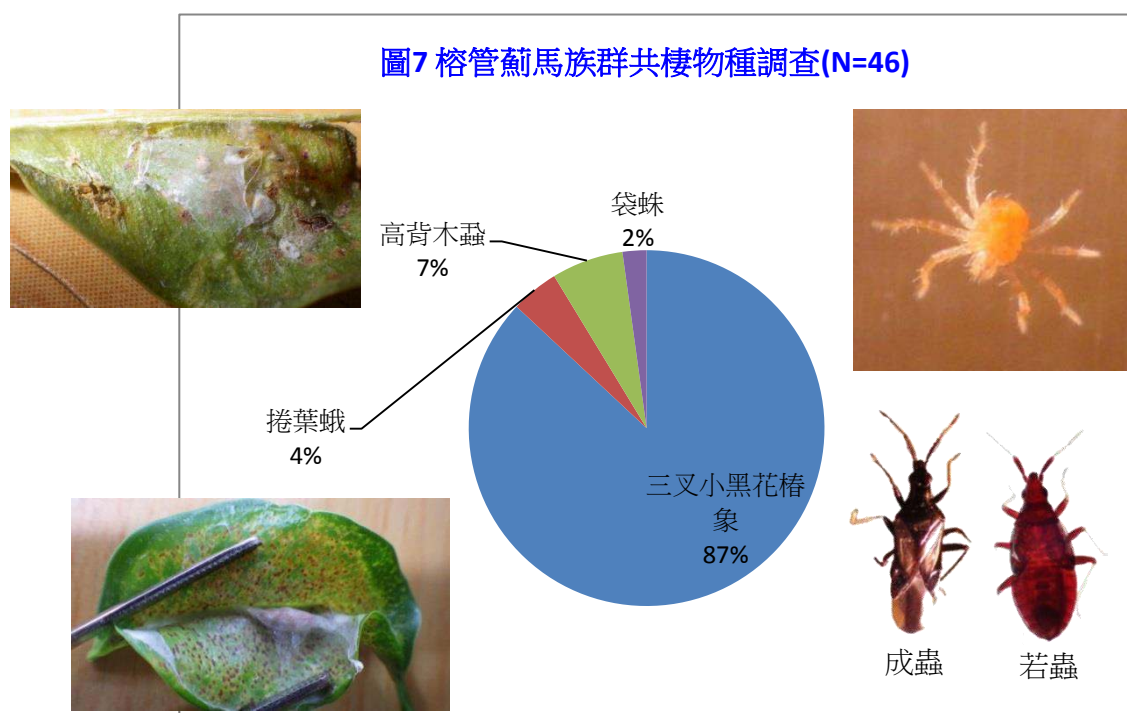 圖7 榕管薊馬族群共棲物種調查(N=46)
袋蛛
2%
高背木蝨
7%
捲葉蛾
4%
三叉小黑花椿
象
87%
成蟲
若蟲